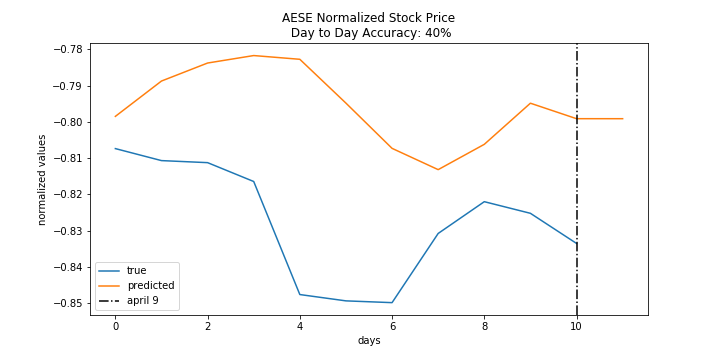 AESE Normalized Stock Price
Day to Day Accuracy: 40%
−0.78
−0.79
−0.80
−0.81
−0.82
−0.83
−0.84
−0.85
normalized values
true
predicted
april 9
0 2 4 6 8 10
days